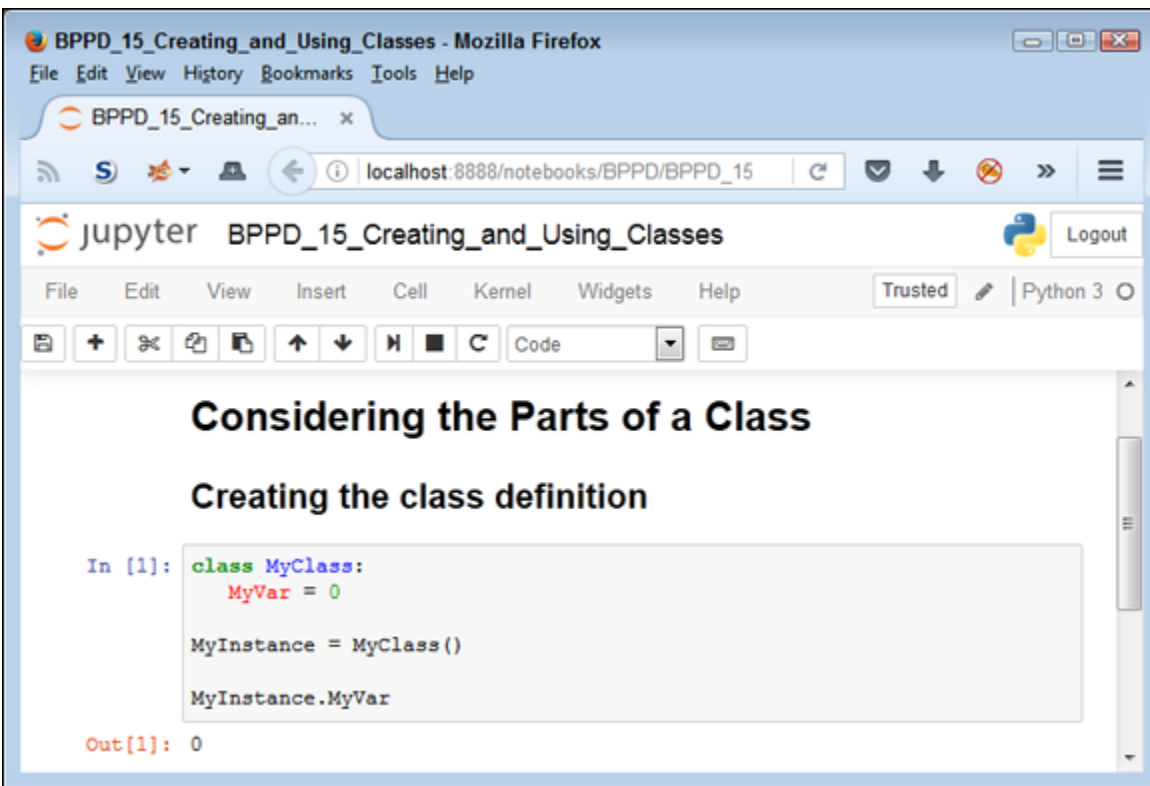 BPPD_15_Creating_and_Using_Classes - Mozilla Firefox
File Edit View History Bookmarks Tools Help
BPPD_15_Creating_an... ×
S localhost:8888/notebooks/BPPD/BPPD_15 »
jupyter BPPD_15_Creating_and_Using_Classes Logout
File Edit View Insert Cell Kernel Widgets Help Trusted Python 3
Code
Considering the Parts of a Class
Creating the class definition
In [1]: class MyClass:
MyVar = 0
MyInstance = MyClass()
MyInstance.MyVar
Out[1]: 0